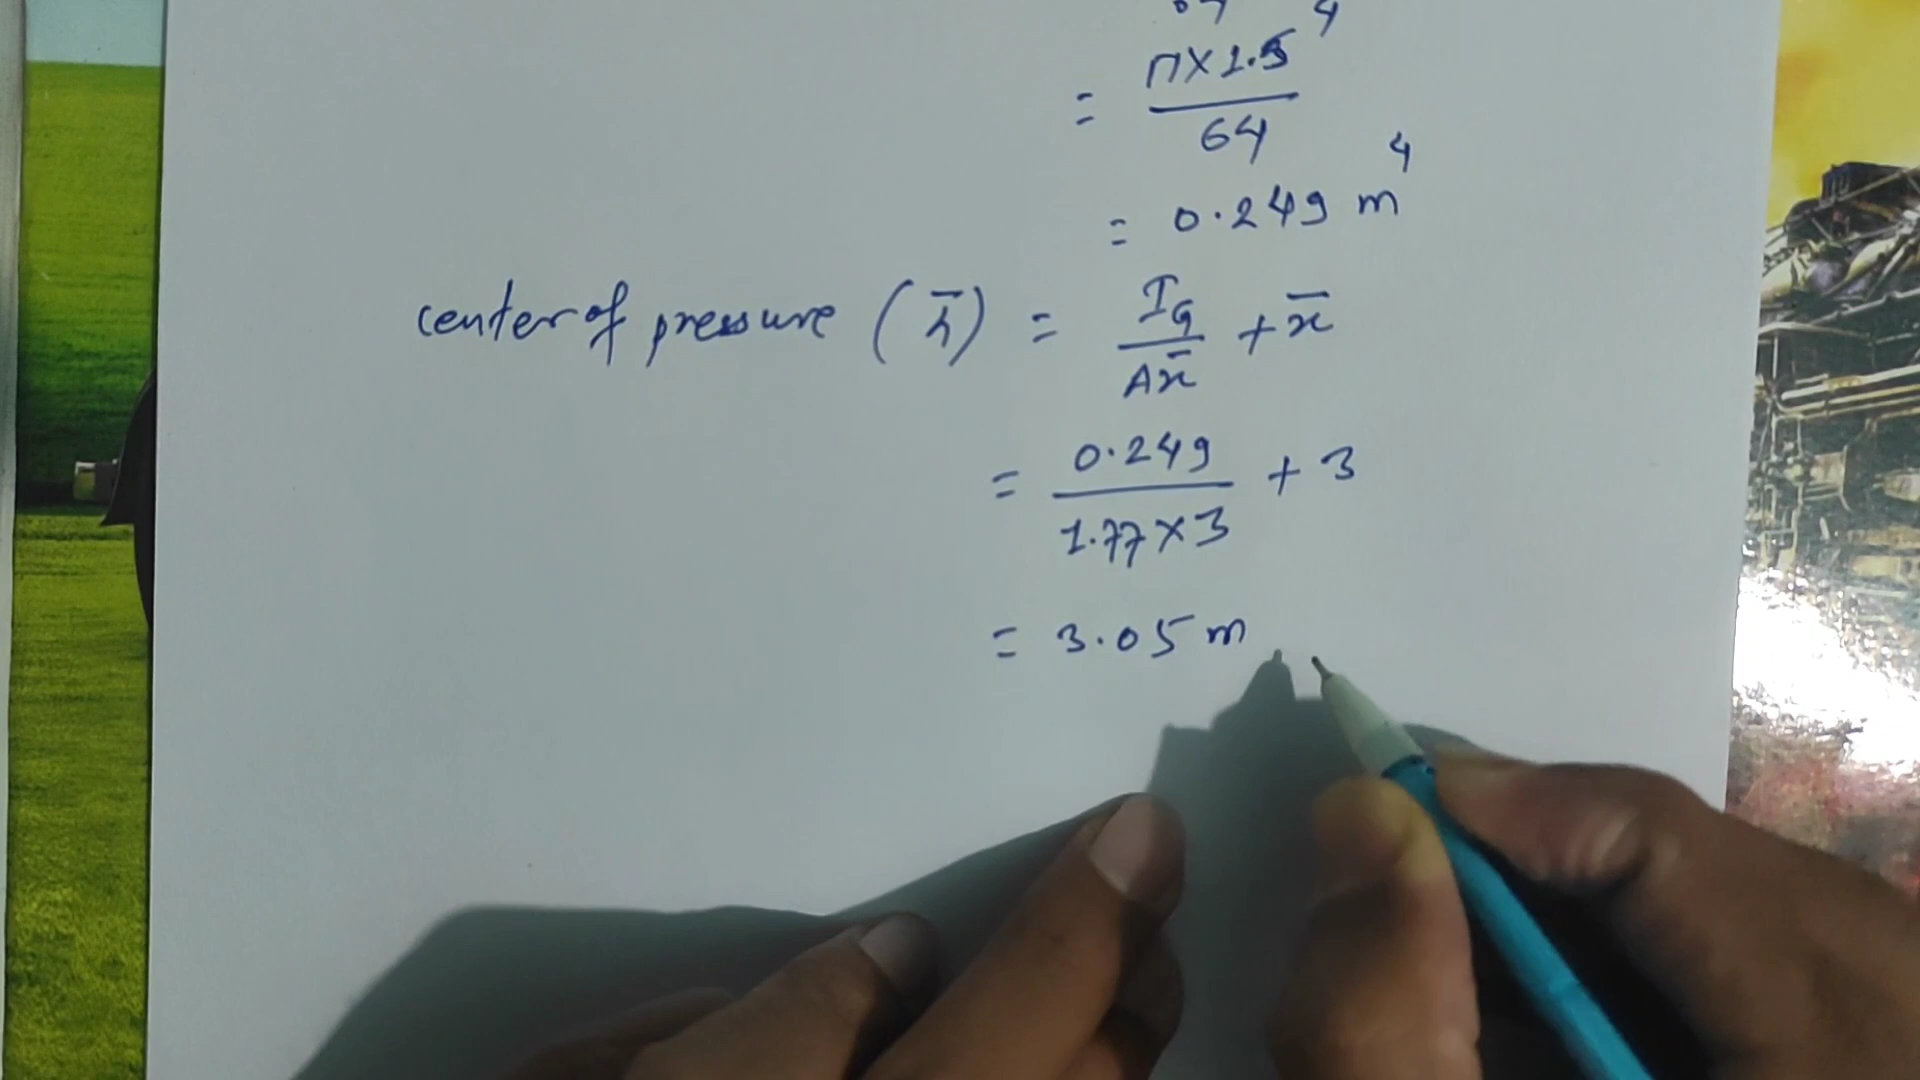 = π×1.5⁴ / 64
= 0.249 m⁴
center of pressure (h̄) = I_G / Ax̄ + x̄
= 0.249 / 1.77×3 + 3
= 3.05 m